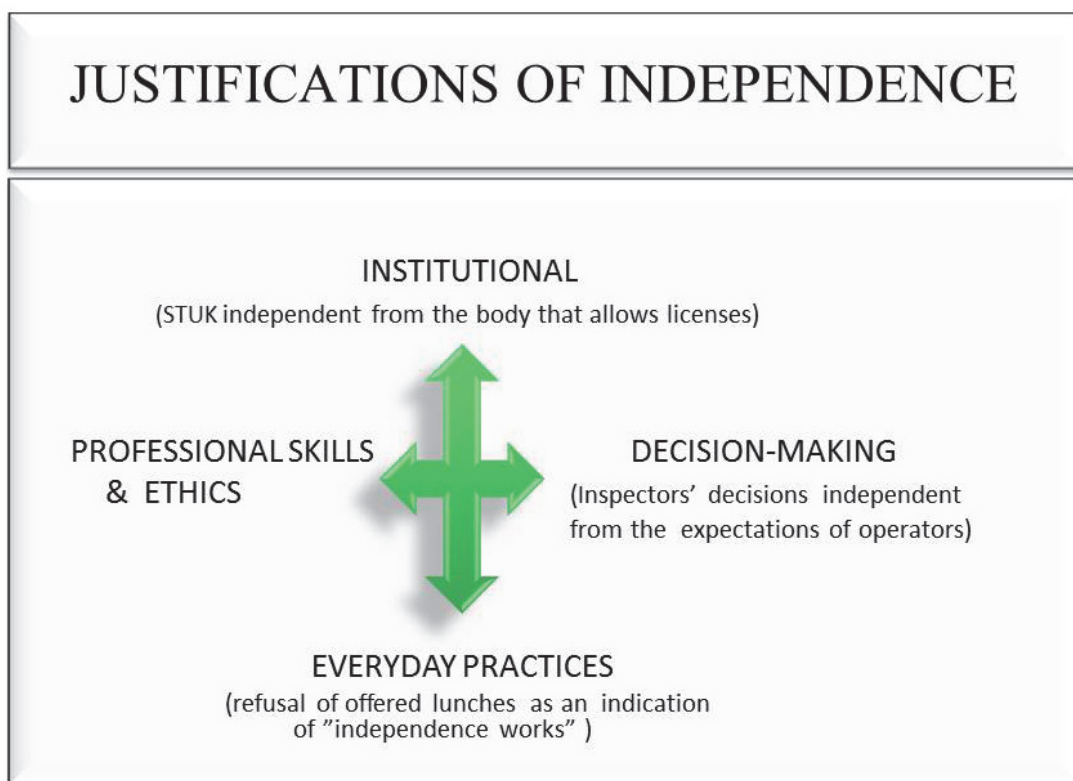 JUSTIFICATIONS OF INDEPENDENCE
INSTITUTIONAL
(STUK independent from the body that allows licenses)
PROFESSIONAL SKILLS
& ETHICS
DECISION-MAKING
(Inspectors’ decisions independent
from the expectations of operators)
EVERYDAY PRACTICES
(refusal of offered lunches as an indication
of ”independence works” )